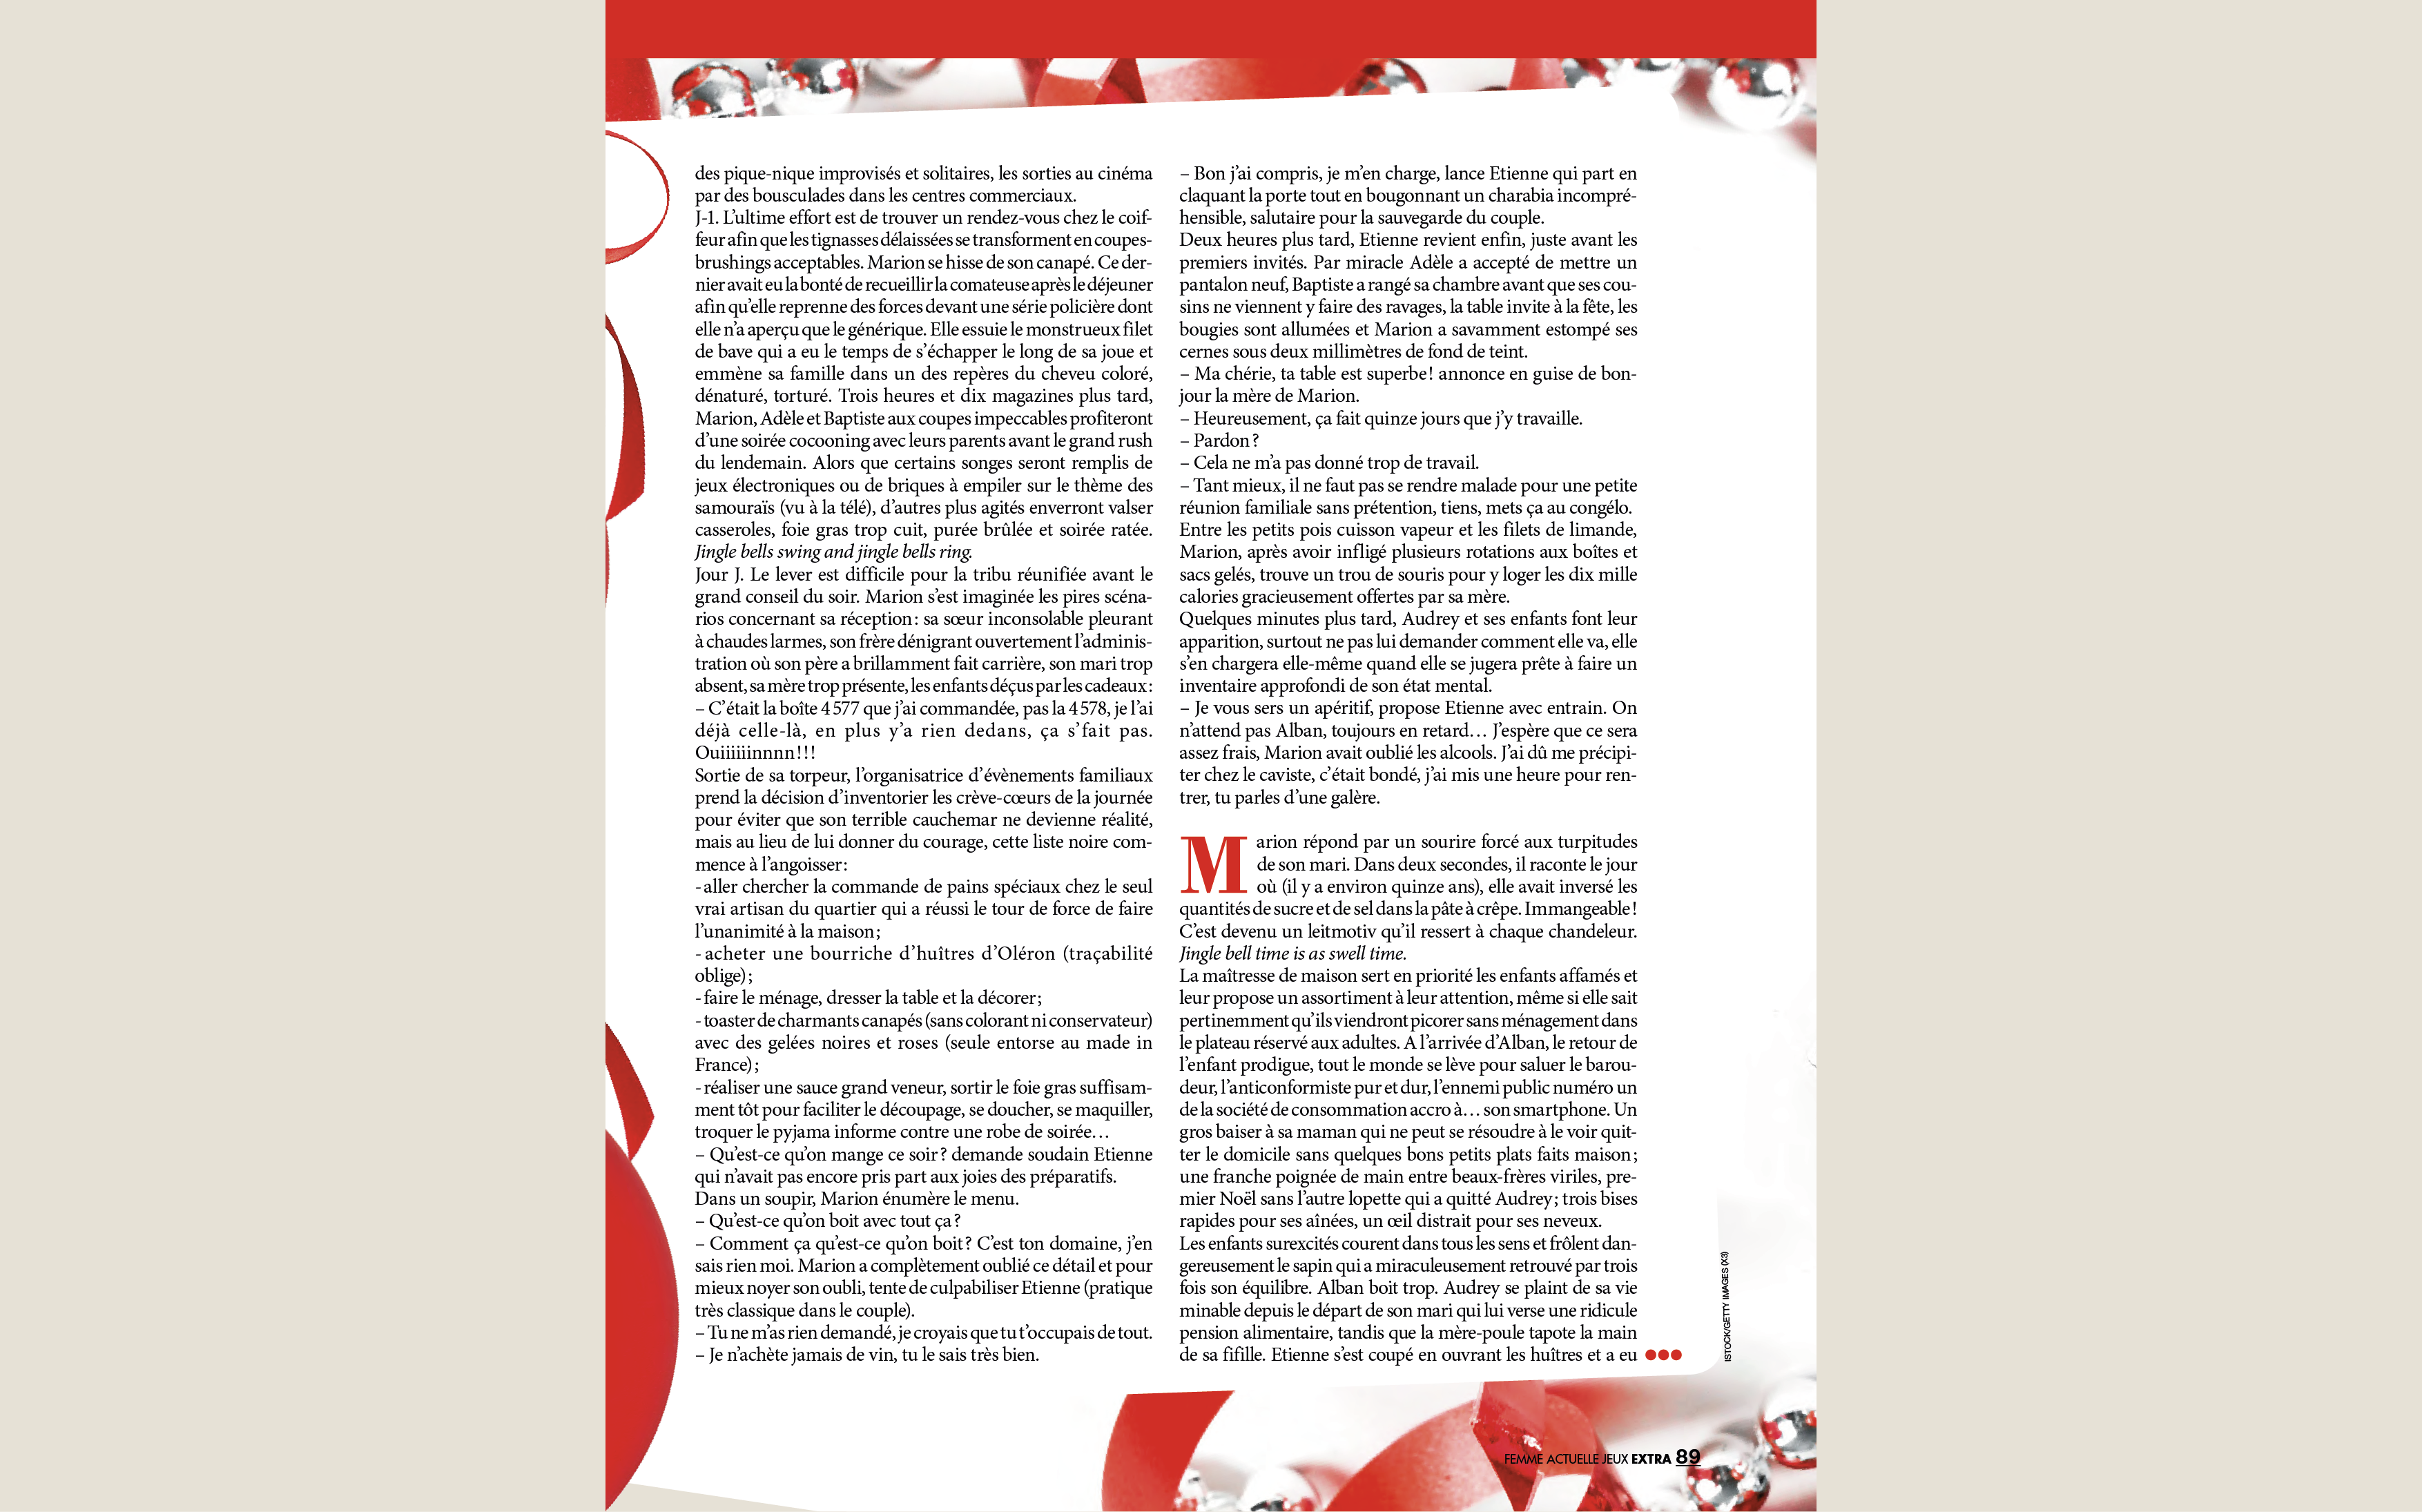 des pique-nique improvisés et solitaires, les sorties au cinéma
par des bousculades dans les centres commerciaux.
J-1. L’ultime effort est de trouver un rendez-vous chez le coif-
feur afin que les tignasses délaissées se transforment en coupes-
brushings acceptables. Marion se hisse de son canapé. Ce der-
nier avait eu la bonté de recueillir la comateuse après le déjeuner
afin qu’elle reprenne des forces devant une série policière dont
elle n’a aperçu que le générique. Elle essuie le monstrueux filet
de bave qui a eu le temps de s’échapper le long de sa joue et
emmène sa famille dans un des repères du cheveu coloré,
dénaturé, torturé. Trois heures et dix magazines plus tard,
Marion, Adèle et Baptiste aux coupes impeccables profiteront
d’une soirée cocooning avec leurs parents avant le grand rush
du lendemain. Alors que certains songes seront remplis de
jeux électroniques ou de briques à empiler sur le thème des
samouraïs (vu à la télé), d’autres plus agités enverront valser
casseroles, foie gras trop cuit, purée brûlée et soirée ratée.
Jingle bells swing and jingle bells ring.
Jour J. Le lever est difficile pour la tribu réunifiée avant le
grand conseil du soir. Marion s’est imaginée les pires scéna-
rios concernant sa réception : sa sœur inconsolable pleurant
à chaudes larmes, son frère dénigrant ouvertement l’adminis-
tration où son père a brillamment fait carrière, son mari trop
absent, sa mère trop présente, les enfants déçus par les cadeaux :
– C’était la boîte 4 577 que j’ai commandée, pas la 4 578, je l’ai
déjà celle-là, en plus y’a rien dedans, ça s’fait pas.
Ouiiiiiinnnn !!!
Sortie de sa torpeur, l’organisatrice d’évènements familiaux
prend la décision d’inventorier les crève-cœurs de la journée
pour éviter que son terrible cauchemar ne devienne réalité,
mais au lieu de lui donner du courage, cette liste noire com-
mence à l’angoisser :
- aller chercher la commande de pains spéciaux chez le seul
vrai artisan du quartier qui a réussi le tour de force de faire
l’unanimité à la maison ;
- acheter une bourriche d’huîtres d’Oléron (traçabilité
oblige) ;
- faire le ménage, dresser la table et la décorer ;
- toaster de charmants canapés (sans colorant ni conservateur)
avec des gelées noires et roses (seule entorse au made in
France) ;
- réaliser une sauce grand veneur, sortir le foie gras suffisam-
ment tôt pour faciliter le découpage, se doucher, se maquiller,
troquer le pyjama informe contre une robe de soirée…
– Qu’est-ce qu’on mange ce soir ? demande soudain Etienne
qui n’avait pas encore pris part aux joies des préparatifs.
Dans un soupir, Marion énumère le menu.
– Qu’est-ce qu’on boit avec tout ça ?
– Comment ça qu’est-ce qu’on boit ? C’est ton domaine, j’en
sais rien moi. Marion a complètement oublié ce détail et pour
mieux noyer son oubli, tente de culpabiliser Etienne (pratique
très classique dans le couple).
– Tu ne m’as rien demandé, je croyais que tu t’occupais de tout.
– Je n’achète jamais de vin, tu le sais très bien.
– Bon j’ai compris, je m’en charge, lance Etienne qui part en
claquant la porte tout en bougonnant un charabia incompré-
hensible, salutaire pour la sauvegarde du couple.
Deux heures plus tard, Etienne revient enfin, juste avant les
premiers invités. Par miracle Adèle a accepté de mettre un
pantalon neuf, Baptiste a rangé sa chambre avant que ses cou-
sins ne viennent y faire des ravages, la table invite à la fête, les
bougies sont allumées et Marion a savamment estompé ses
cernes sous deux millimètres de fond de teint.
– Ma chérie, ta table est superbe ! annonce en guise de bon-
jour la mère de Marion.
– Heureusement, ça fait quinze jours que j’y travaille.
– Pardon ?
– Cela ne m’a pas donné trop de travail.
– Tant mieux, il ne faut pas se rendre malade pour une petite
réunion familiale sans prétention, tiens, mets ça au congélo.
Entre les petits pois cuisson vapeur et les filets de limande,
Marion, après avoir infligé plusieurs rotations aux boîtes et
sacs gelés, trouve un trou de souris pour y loger les dix mille
calories gracieusement offertes par sa mère.
Quelques minutes plus tard, Audrey et ses enfants font leur
apparition, surtout ne pas lui demander comment elle va, elle
s’en chargera elle-même quand elle se jugera prête à faire un
inventaire approfondi de son état mental.
– Je vous sers un apéritif, propose Etienne avec entrain. On
n’attend pas Alban, toujours en retard… J’espère que ce sera
assez frais, Marion avait oublié les alcools. J’ai dû me précipi-
ter chez le caviste, c’était bondé, j’ai mis une heure pour ren-
trer, tu parles d’une galère.
Marion répond par un sourire forcé aux turpitudes
de son mari. Dans deux secondes, il raconte le jour
où (il y a environ quinze ans), elle avait inversé les
quantités de sucre et de sel dans la pâte à crêpe. Immangeable !
C’est devenu un leitmotiv qu’il ressert à chaque chandeleur.
Jingle bell time is as swell time.
La maîtresse de maison sert en priorité les enfants affamés et
leur propose un assortiment à leur attention, même si elle sait
pertinemment qu’ils viendront picorer sans ménagement dans
le plateau réservé aux adultes. A l’arrivée d’Alban, le retour de
l’enfant prodigue, tout le monde se lève pour saluer le barou-
deur, l’anticonformiste pur et dur, l’ennemi public numéro un
de la société de consommation accro à… son smartphone. Un
gros baiser à sa maman qui ne peut se résoudre à le voir quit-
ter le domicile sans quelques bons petits plats faits maison ;
une franche poignée de main entre beaux-frères viriles, pre-
mier Noël sans l’autre lopette qui a quitté Audrey ; trois bises
rapides pour ses aînées, un œil distrait pour ses neveux.
Les enfants surexcités courent dans tous les sens et frôlent dan-
gereusement le sapin qui a miraculeusement retrouvé par trois
fois son équilibre. Alban boit trop. Audrey se plaint de sa vie
minable depuis le départ de son mari qui lui verse une ridicule
pension alimentaire, tandis que la mère-poule tapote la main
de sa fifille. Etienne s’est coupé en ouvrant les huîtres et a eu
ISTOCK/GETTY IMAGES (X3)
FEMME ACTUELLE JEUX EXTRA 89